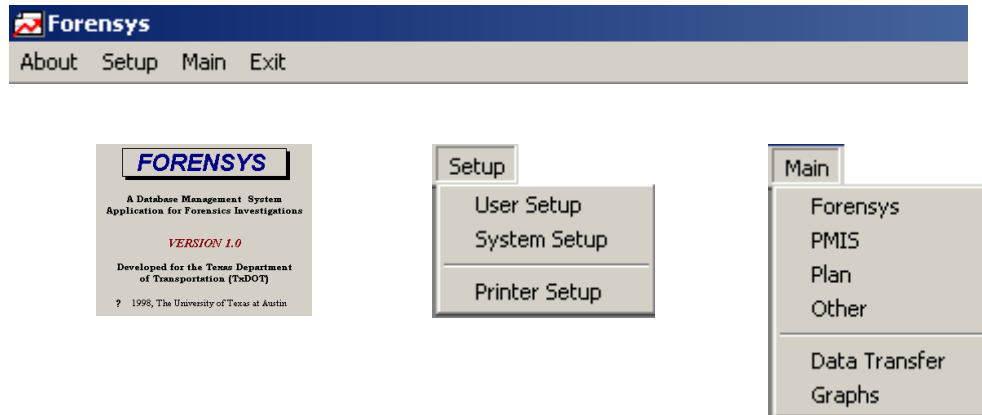 Forensys
About Setup Main Exit
FORENSYS
A Database Management System
Application for Forensics Investigations
VERSION 1.0
Developed for the Texas Department
of Transportation (TxDOT)
? 1998, The University of Texas at Austin
Setup
User Setup
System Setup
Printer Setup
Main
Forensys
PMIS
Plan
Other
Data Transfer
Graphs